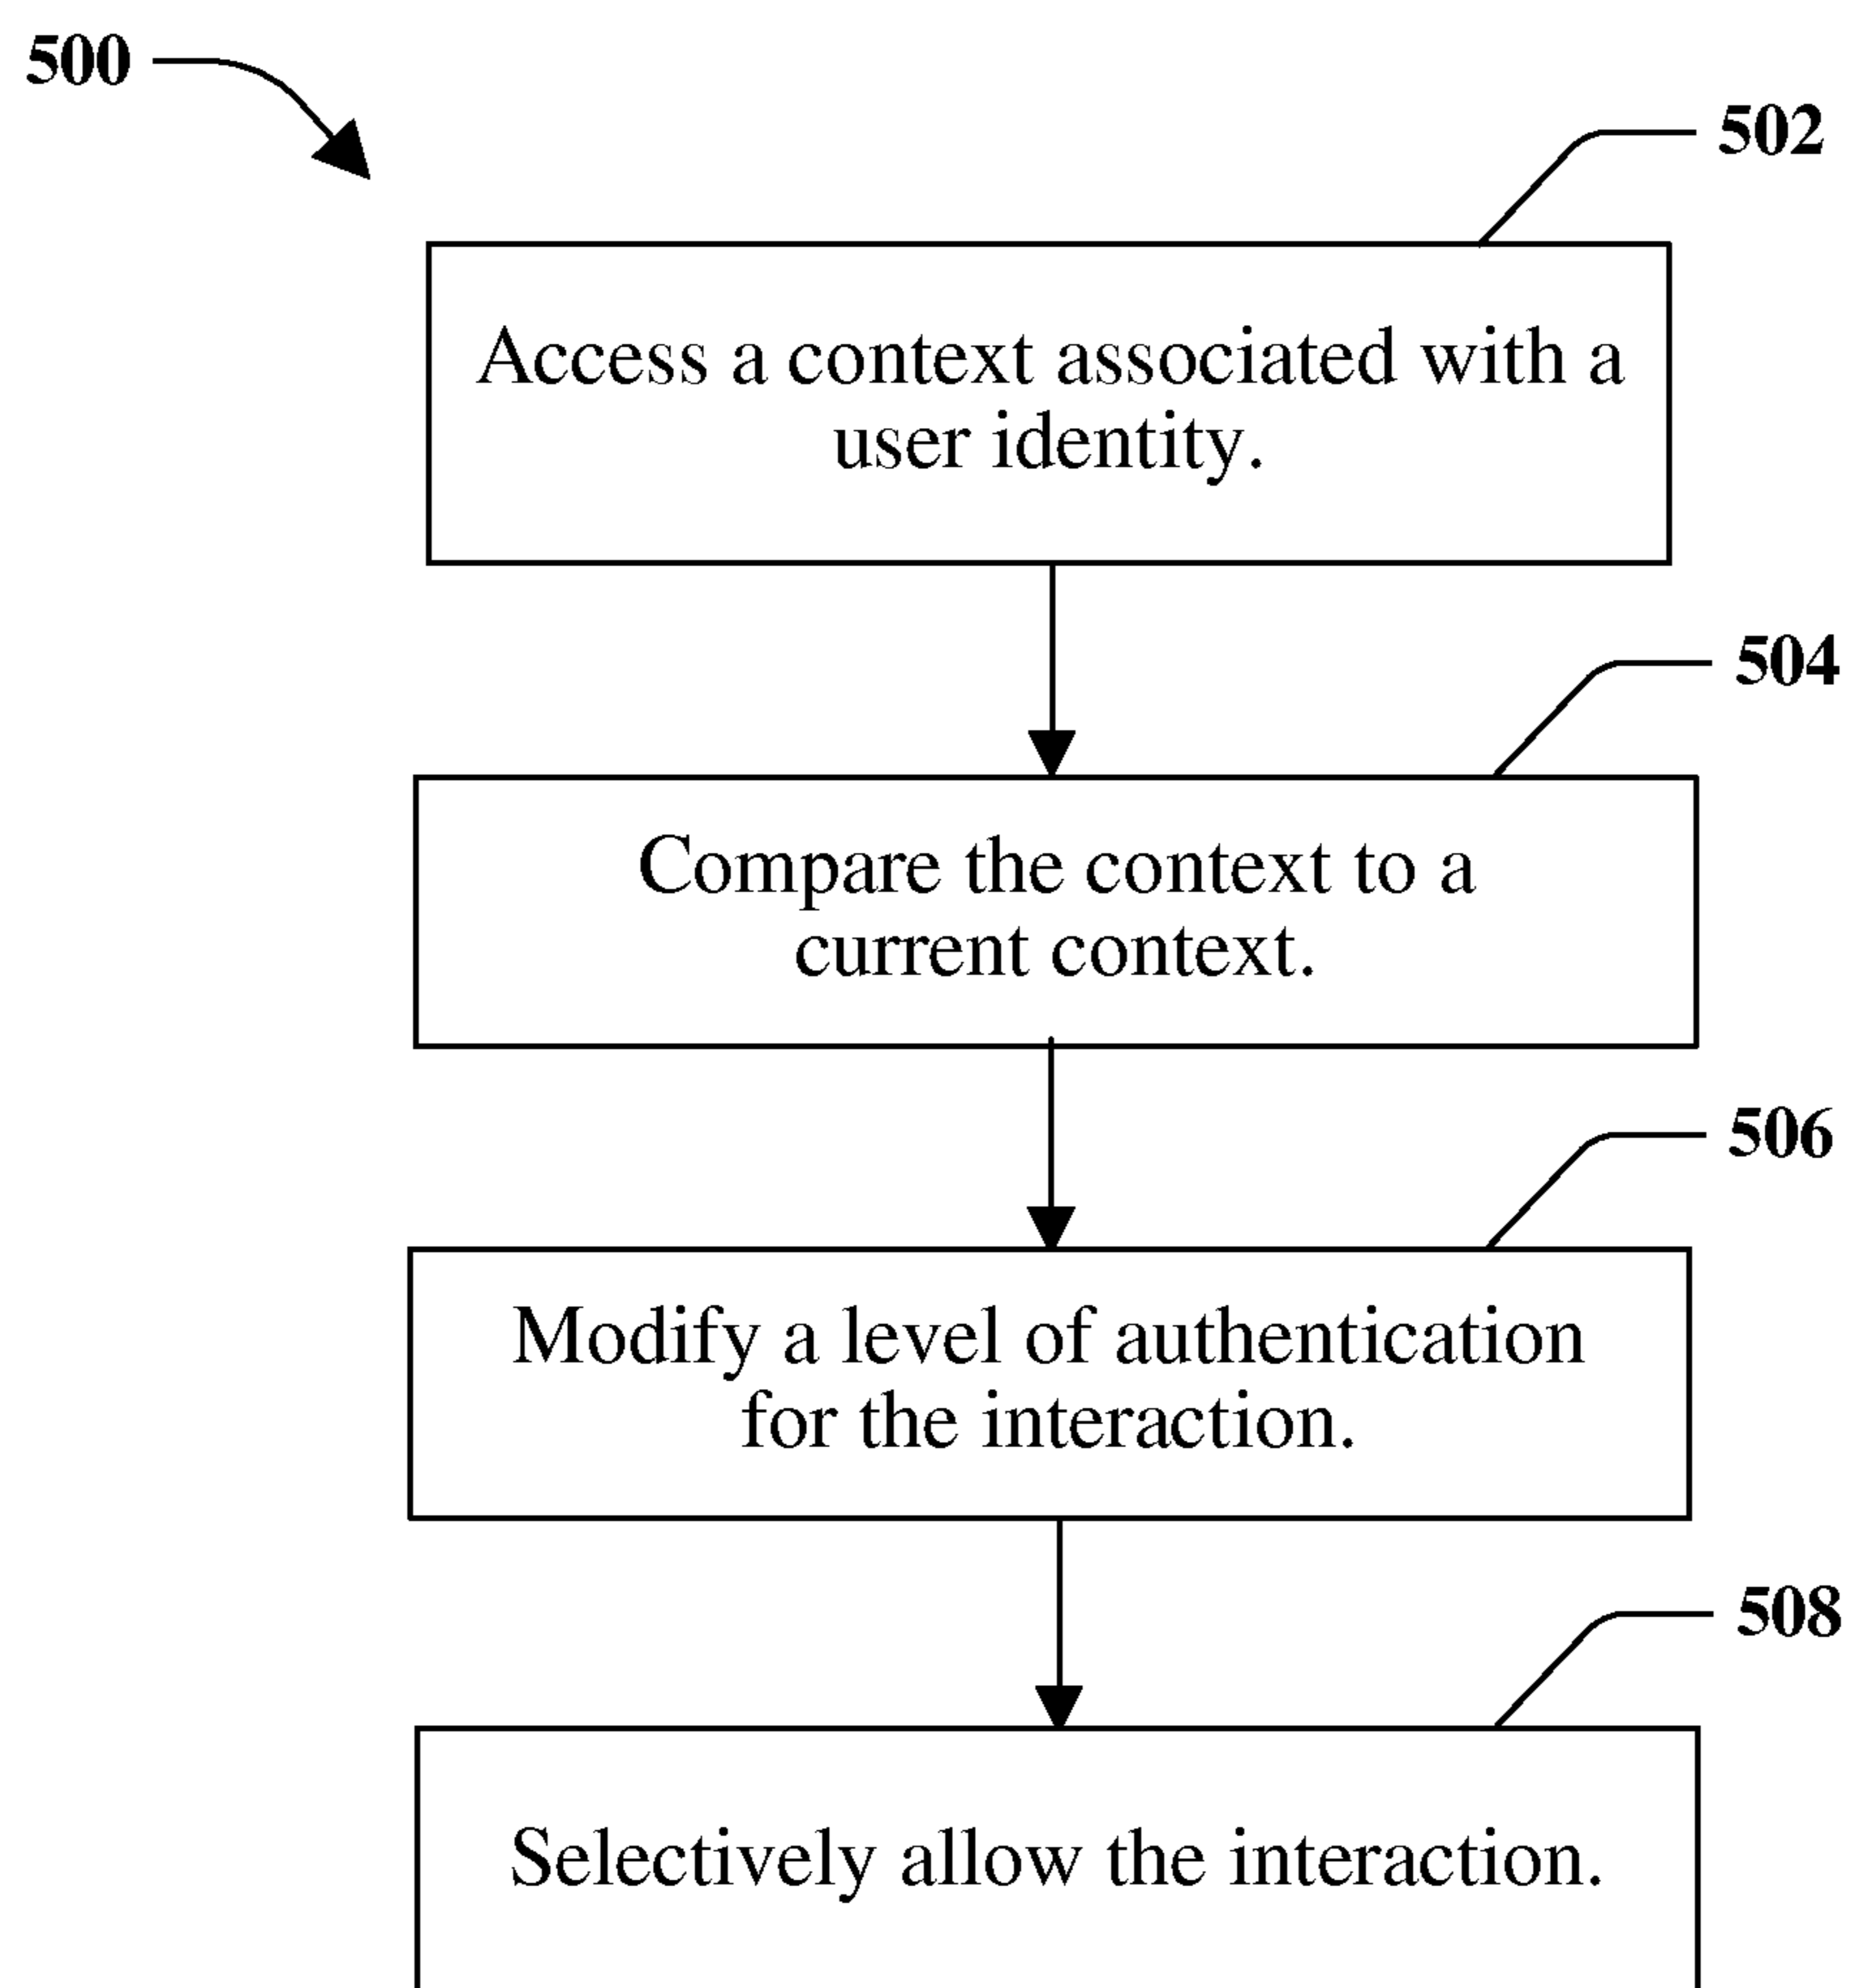 500
502
Access a context associated with a
user identity.
504
Compare the context to a
current context.
506
Modify a level of authentication
for the interaction.
508
Selectively allow the interaction.